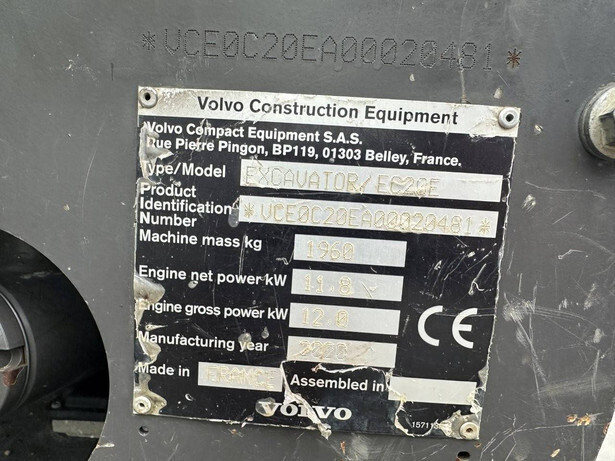 *VCE0C20EA00020481*
Volvo Construction Equipment
Volvo Compact Equipment S.A.S.
Rue Pierre Pingon, BP119, 01303 Belley, France.
Type/Model EXCAVATOR/EC20E
Product
Identification
Number *VCE0C20EA00020481*
Machine mass kg 1960
Engine net power kW 11.8
Engine gross power kW
Manufacturing year
Made in FRANCE Assembled in
VOLVO
CE